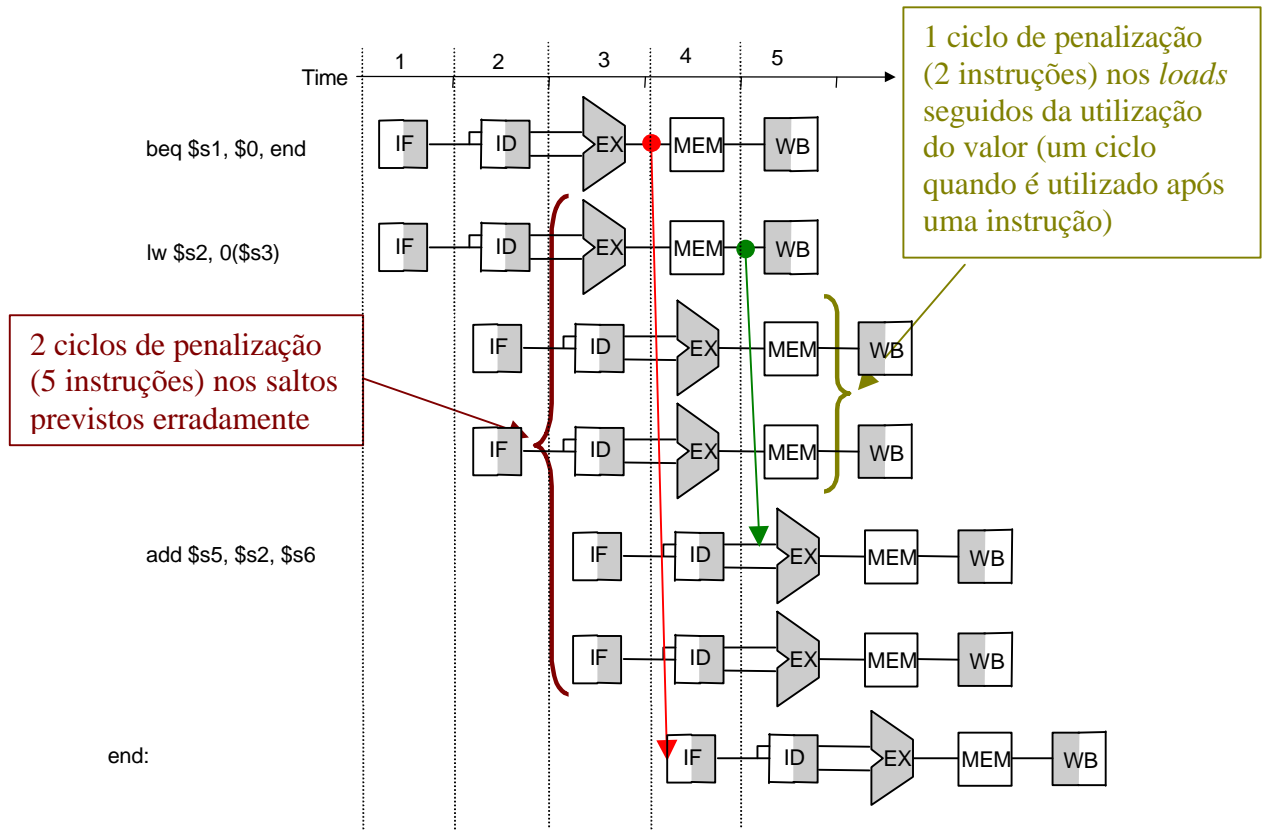 1 ciclo de penalização
(2 instruções) nos loads
seguidos da utilização
do valor (um ciclo
quando é utilizado após
uma instrução)
Time 1 2 3 4 5
beq $s1, $0, end IF ID EX MEM WB
lw $s2, 0($s3) IF ID EX MEM WB
2 ciclos de penalização
(5 instruções) nos saltos
previstos erradamente
IF ID EX MEM WB
IF ID EX MEM WB
add $s5, $s2, $s6 IF ID EX MEM WB
IF ID EX MEM WB
end: IF ID EX MEM WB